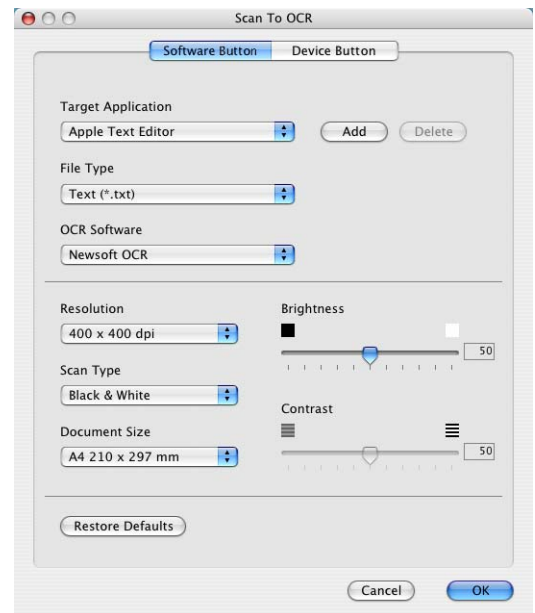 Scan To OCR
Software Button Device Button
Target Application
Apple Text Editor Add Delete
File Type
Text (*.txt)
OCR Software
Newsoft OCR
Resolution Brightness
400 x 400 dpi 50
Scan Type
Black & White
Contrast
Document Size
A4 210 x 297 mm 50
Restore Defaults
Cancel OK